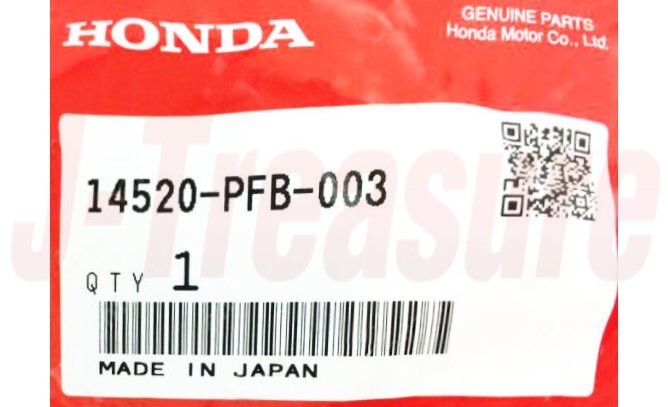 HONDA
GENUINE PARTS
Honda Motor Co., Ltd.
J-Treasure
14520-PFB-003
QTY 1
MADE IN JAPAN